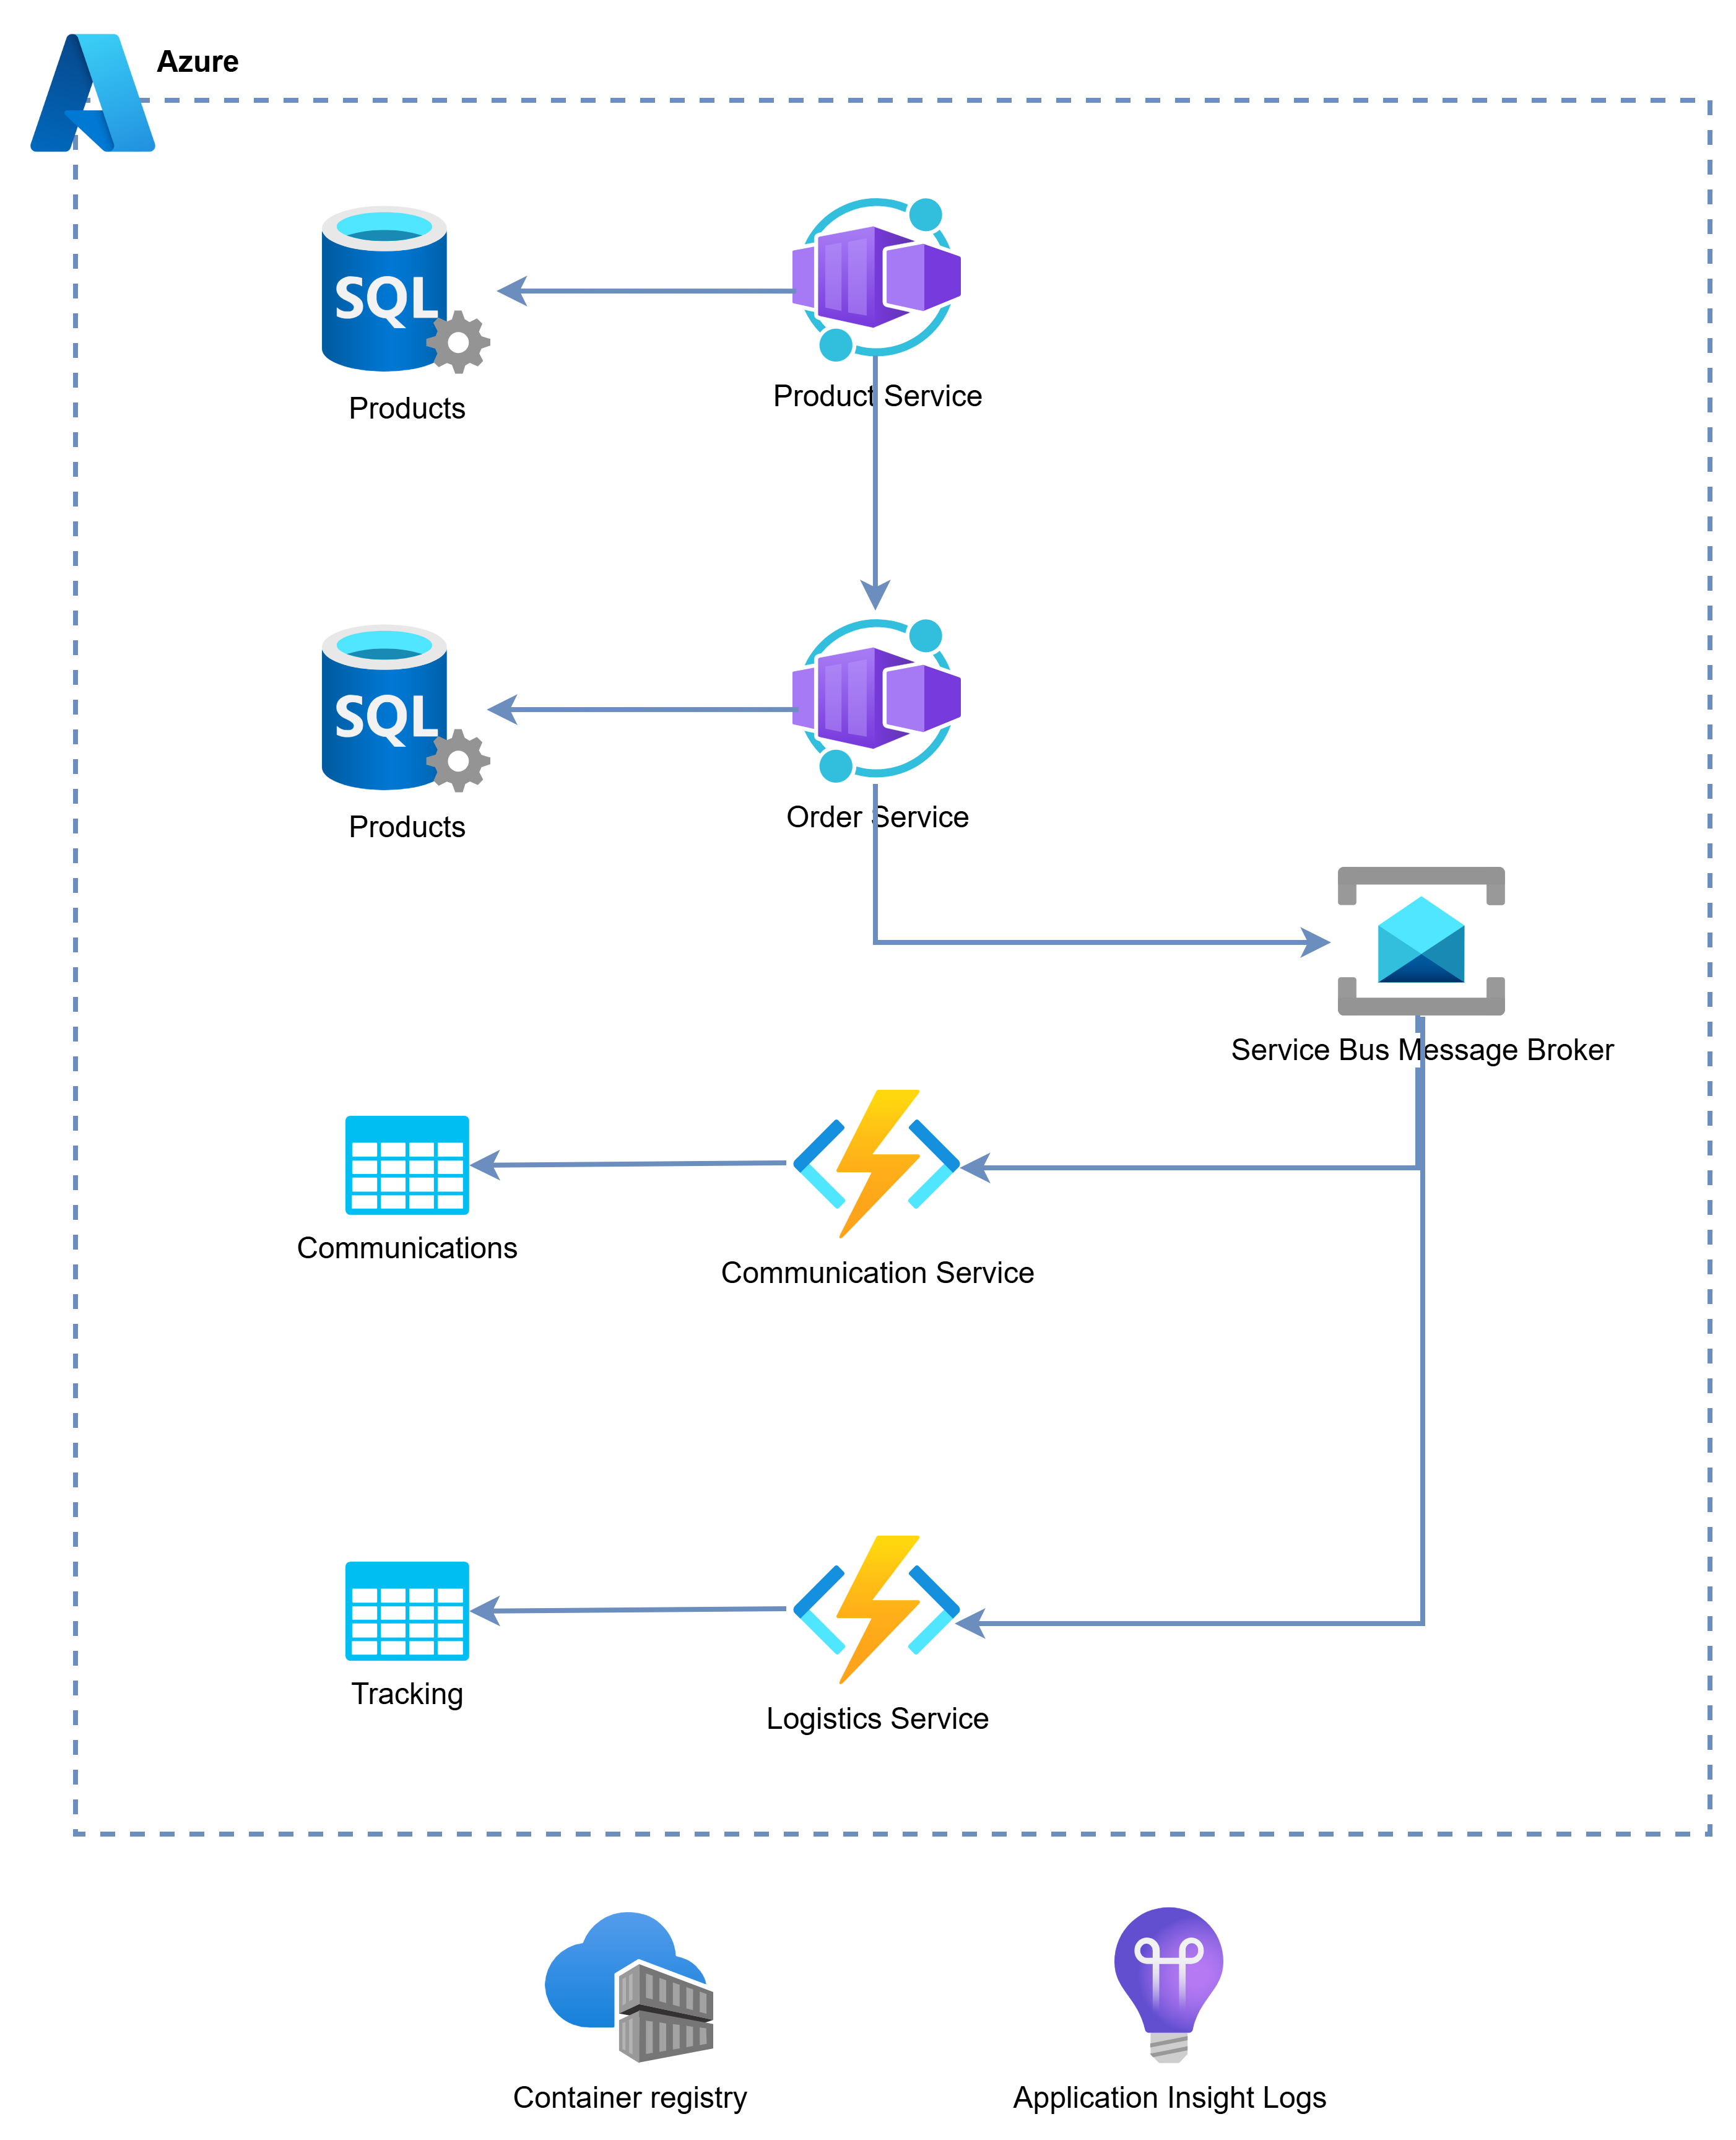 Azure
SQL
Products
Product Service
SQL
Products
Order Service
Service Bus Message Broker
Communications
Communication Service
Tracking
Logistics Service
Container registry
Application Insight Logs